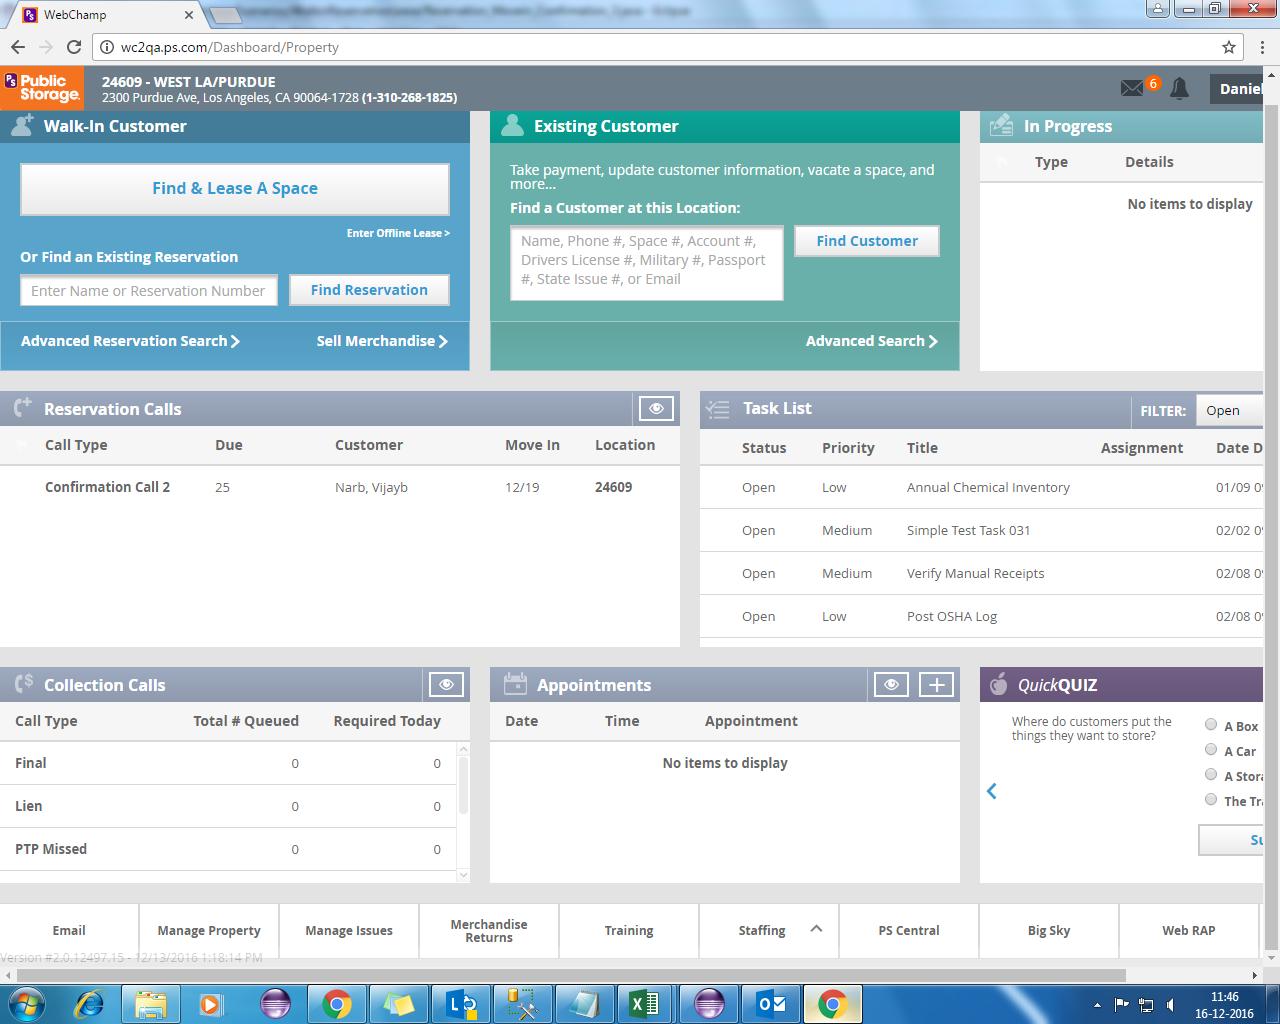 WebChamp
wc2qa.ps.com/Dashboard/Property
PS
Public Storage.
24609 - WEST LA/PURDUE
2300 Purdue Ave, Los Angeles, CA 90064-1728 (1-310-268-1825)
6
Daniel
Walk-In Customer
Find & Lease A Space
Enter Offline Lease >
Or Find an Existing Reservation
Enter Name or Reservation Number
Find Reservation
Advanced Reservation Search
Sell Merchandise
Existing Customer
Take payment, update customer information, vacate a space, and
more...
Find a Customer at this Location:
Name, Phone #, Space #, Account #,
Drivers License #, Military #, Passport
#, State Issue #, or Email
Find Customer
Advanced Search
In Progress
Type Details
No items to display
Reservation Calls
Call Type Due Customer Move In Location
Confirmation Call 2 25 Narb, Vijayb 12/19 24609
Task List
FILTER: Open
Status Priority Title Assignment Date D
Open Low Annual Chemical Inventory 01/09 09
Open Medium Simple Test Task 031 02/02 09
Open Medium Verify Manual Receipts 02/08 09
Open Low Post OSHA Log 02/08 09
Collection Calls
Call Type Total # Queued Required Today
Final 0 0
Lien 0 0
PTP Missed 0 0
Appointments
Date Time Appointment
No items to display
QuickQUIZ
Where do customers put the
things they want to store?
A Box
A Car
A Stora
The Tra
Su
Email
Manage Property
Manage Issues
Merchandise
Returns
Training
Staffing
PS Central
Big Sky
Web RAP
Version #2.0.12497.15 - 12/13/2016 1:18:14 PM
11:46
16-12-2016